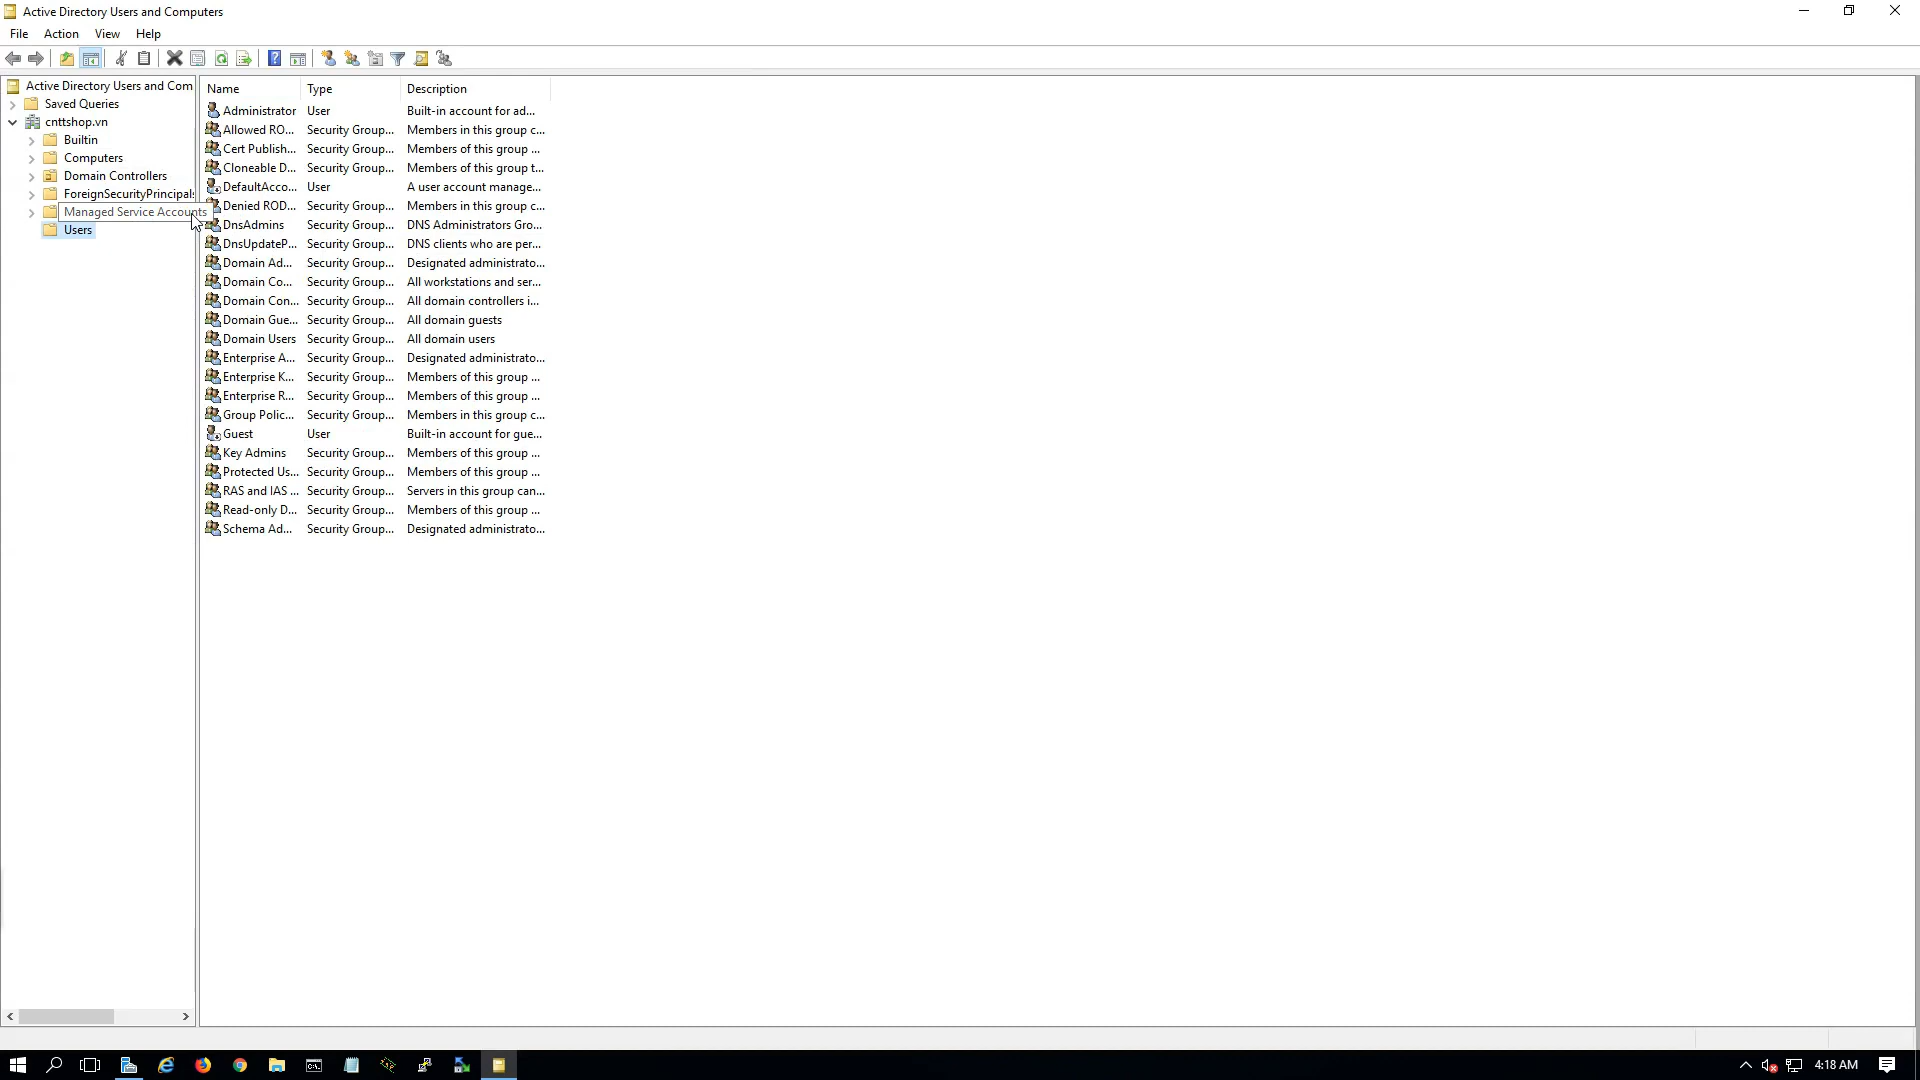 Active Directory Users and Computers
File Action View Help
Active Directory Users and Com
Saved Queries
cnttshop.vn
Builtin
Computers
Domain Controllers
ForeignSecurityPrincipals
Managed Service Accounts
Users
Name Type Description
Administrator User Built-in account for ad...
Allowed RO... Security Group... Members in this group c...
Cert Publish... Security Group... Members of this group ...
Cloneable D... Security Group... Members of this group t...
DefaultAcco... User A user account manage...
Denied ROD... Security Group... Members in this group c...
DnsAdmins Security Group... DNS Administrators Gro...
DnsUpdateP... Security Group... DNS clients who are per...
Domain Ad... Security Group... Designated administrato...
Domain Co... Security Group... All workstations and ser...
Domain Con... Security Group... All domain controllers i...
Domain Gue... Security Group... All domain guests
Domain Users Security Group... All domain users
Enterprise A... Security Group... Designated administrato...
Enterprise K... Security Group... Members of this group ...
Enterprise R... Security Group... Members of this group ...
Group Polic... Security Group... Members in this group c...
Guest User Built-in account for gue...
Key Admins Security Group... Members of this group ...
Protected Us... Security Group... Members of this group ...
RAS and IAS ... Security Group... Servers in this group can...
Read-only D... Security Group... Members of this group ...
Schema Ad... Security Group... Designated administrato...
4:18 AM